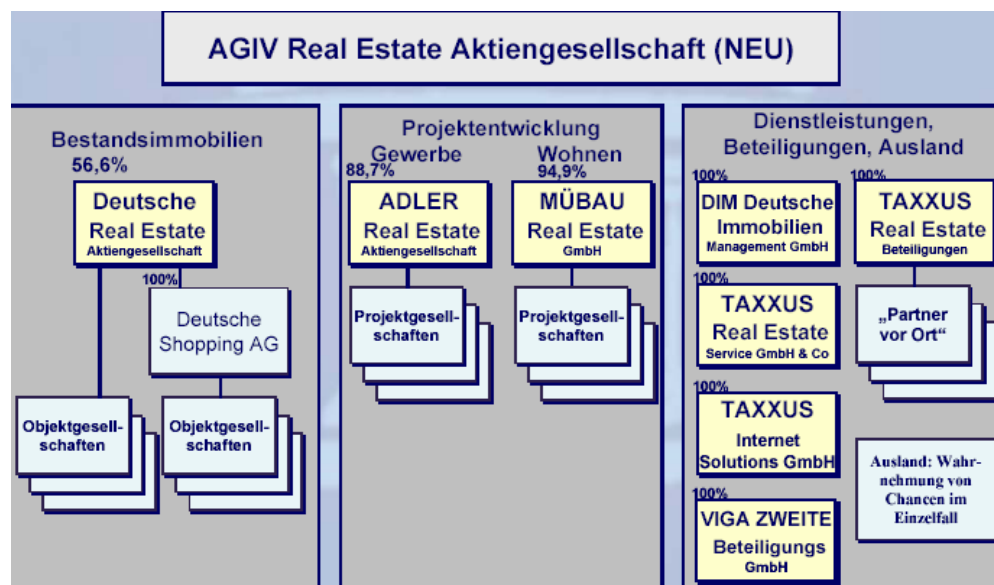 AGIV Real Estate Aktiengesellschaft (NEU)
Bestandsimmobilien
56,6%
Deutsche
Real Estate
Aktiengesellschaft
100%
Deutsche
Shopping AG
Objektgesell-
schaften
Objektgesell-
schaften
Projektentwicklung
Gewerbe Wohnen
88,7%
ADLER
Real Estate
Aktiengesellschaft
Projektgesell-
schaften
94,9%
MÜBAU
Real Estate
GmbH
Projektgesell-
schaften
Dienstleistungen,
Beteiligungen, Ausland
100%
DIM Deutsche
Immobilien
Management GmbH
100%
TAXXUS
Real Estate
Service GmbH & Co
100%
TAXXUS
Internet
Solutions GmbH
100%
VIGA ZWEITE
Beteiligungs
GmbH
100%
TAXXUS
Real Estate
Beteiligungen
„Partner
vor Ort“
Ausland: Wahr-
nehmung von
Chancen im
Einzelfall